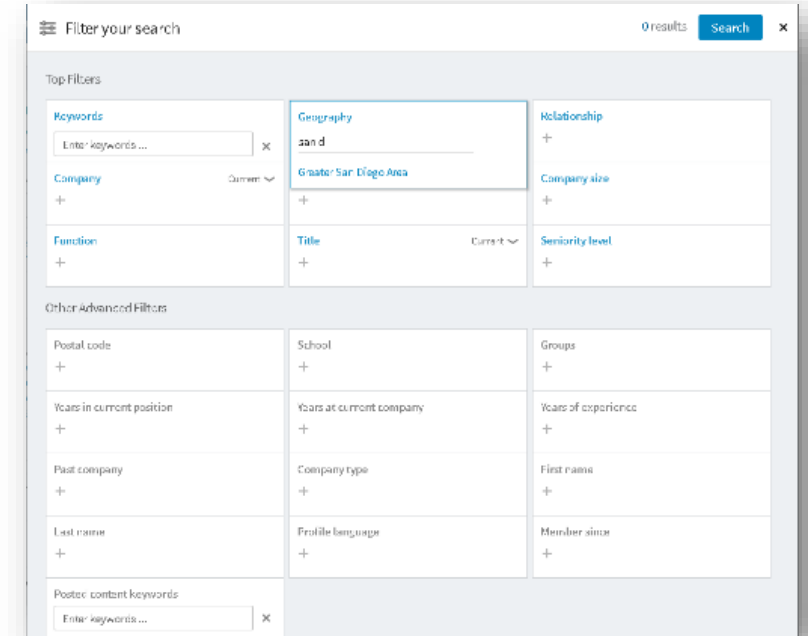 Filter your search
0 results
Search
Top Filters
Keywords
Geography
Relationship
Enter keywords ...
san d
Greater San Diego Area
Company
Current
Company size
Function
Title
Current
Seniority level
Other Advanced Filters
Postal code
School
Groups
Years in current position
Years at current company
Years of experience
Past company
Company type
First name
Last name
Profile language
Member since
Posted content keywords
Enter keywords ...